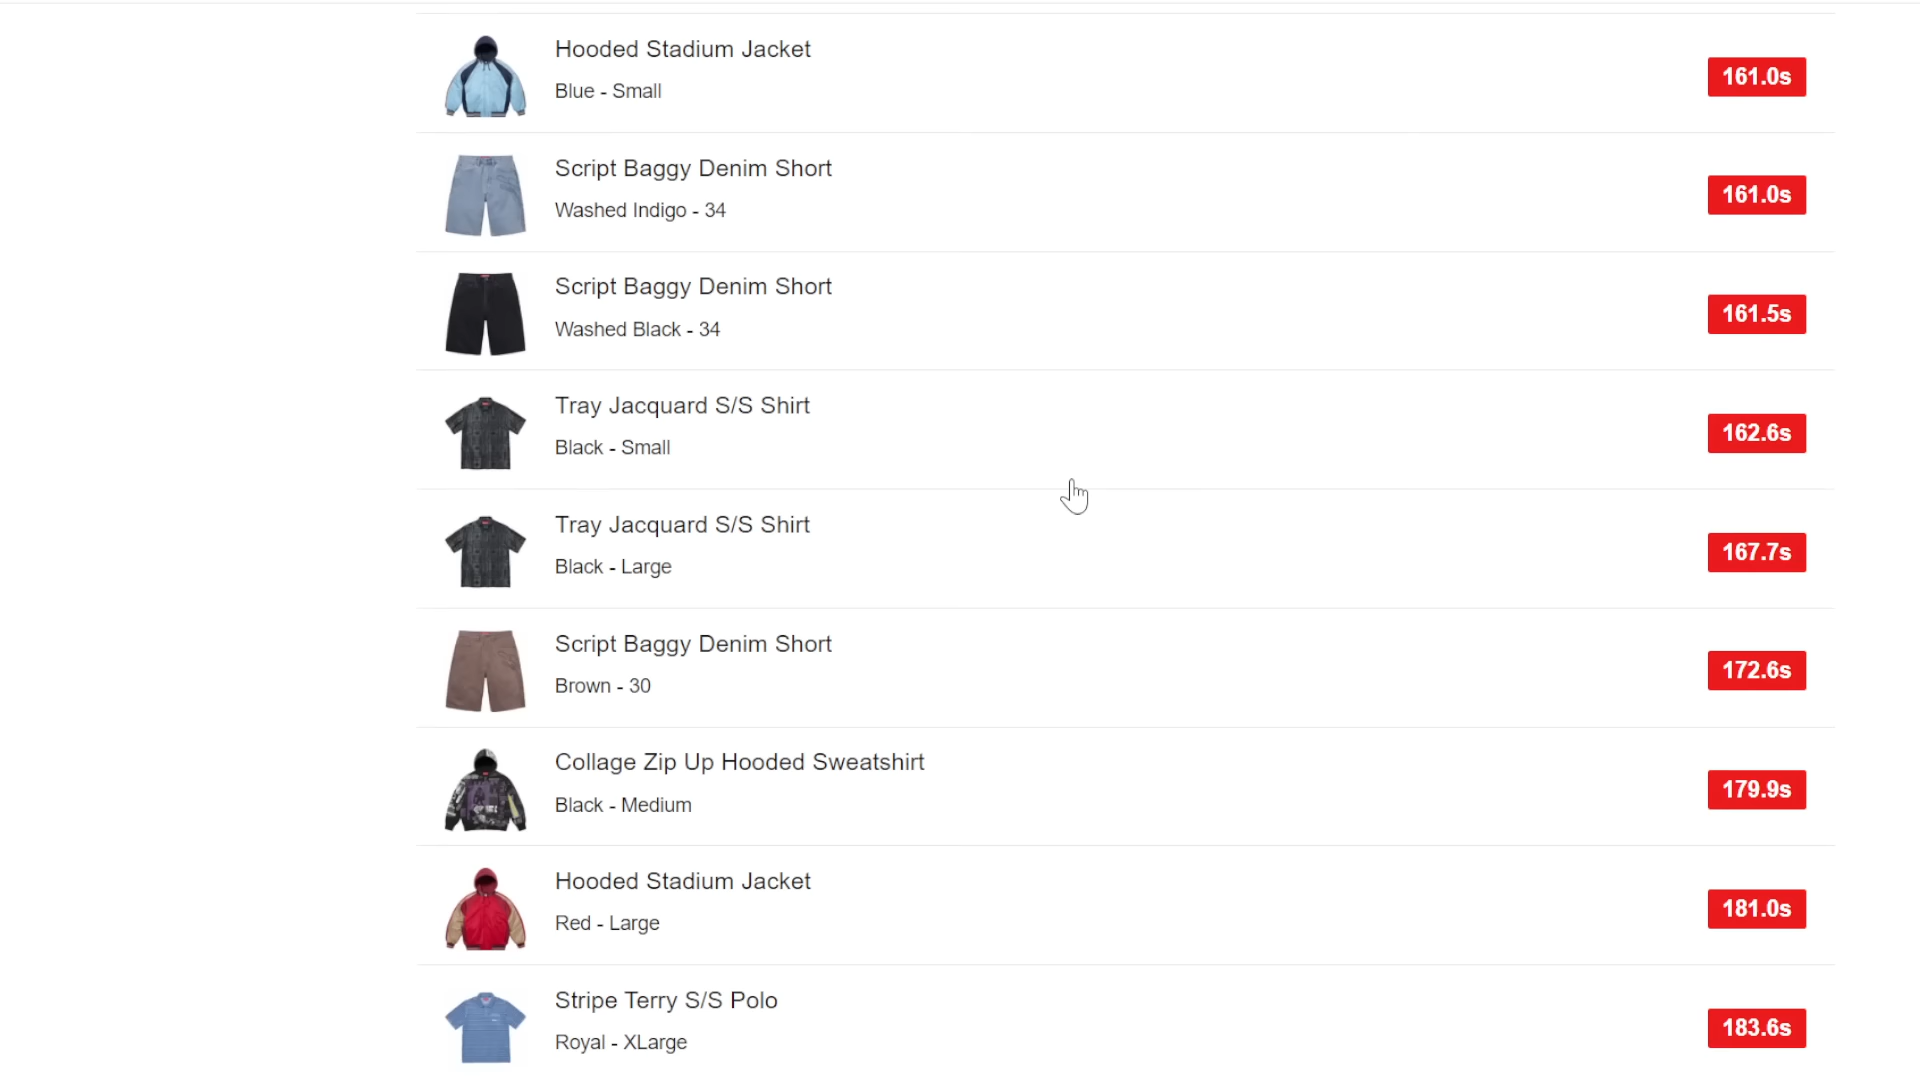 Hooded Stadium Jacket
Blue - Small
161.0s
Script Baggy Denim Short
Washed Indigo - 34
161.0s
Script Baggy Denim Short
Washed Black - 34
161.5s
Tray Jacquard S/S Shirt
Black - Small
162.6s
Tray Jacquard S/S Shirt
Black - Large
167.7s
Script Baggy Denim Short
Brown - 30
172.6s
Collage Zip Up Hooded Sweatshirt
Black - Medium
179.9s
Hooded Stadium Jacket
Red - Large
181.0s
Stripe Terry S/S Polo
Royal - XLarge
183.6s